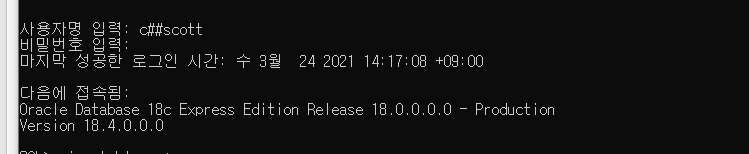 사용자명 입력: c##scott
비밀번호 입력:
마지막 성공한 로그인 시간: 수 3월 24 2021 14:17:08 +09:00
다음에 접속됨:
Oracle Database 18c Express Edition Release 18.0.0.0.0 - Production
Version 18.4.0.0.0